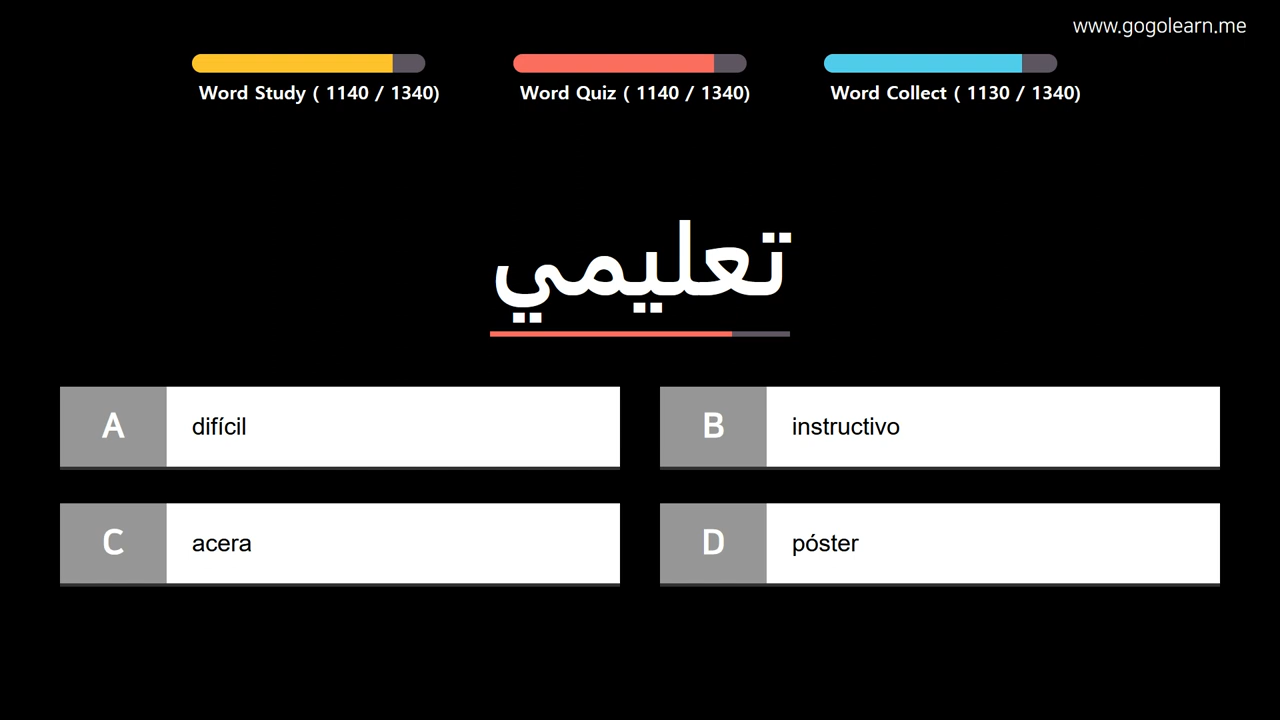 www.gogolearn.me
Word Study ( 1140 / 1340)
Word Quiz ( 1140 / 1340)
Word Collect ( 1130 / 1340)
تعليمي
A difícil
B instructivo
C acera
D póster